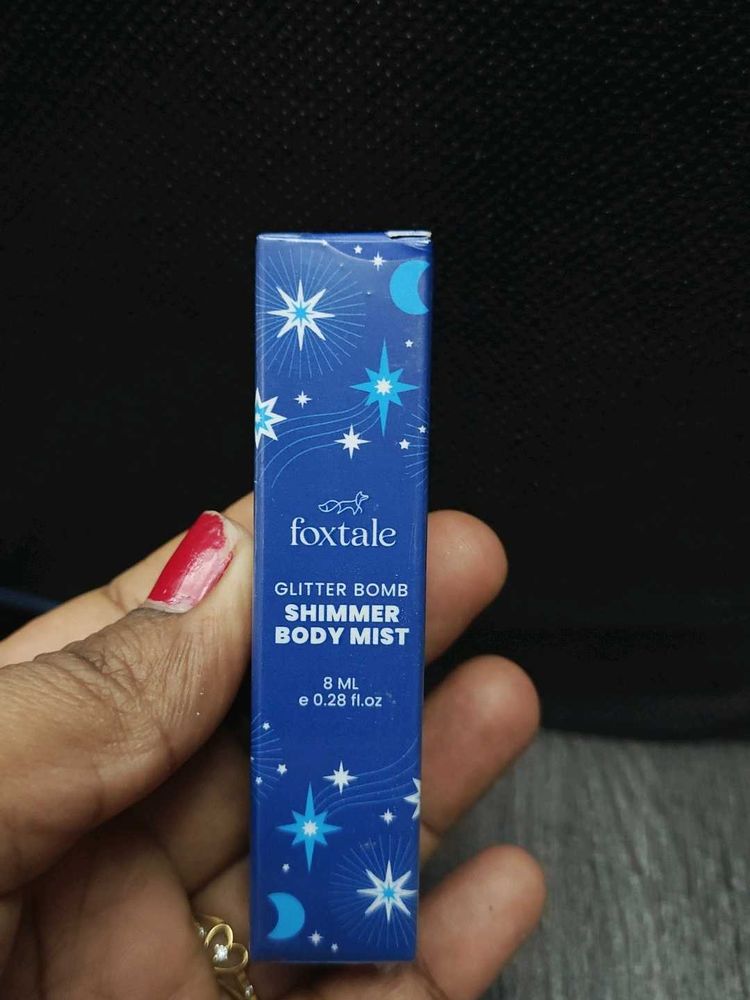 foxtale
GLITTER BOMB
SHIMMER
BODY MIST
8 ML
e 0.28 fl.oz